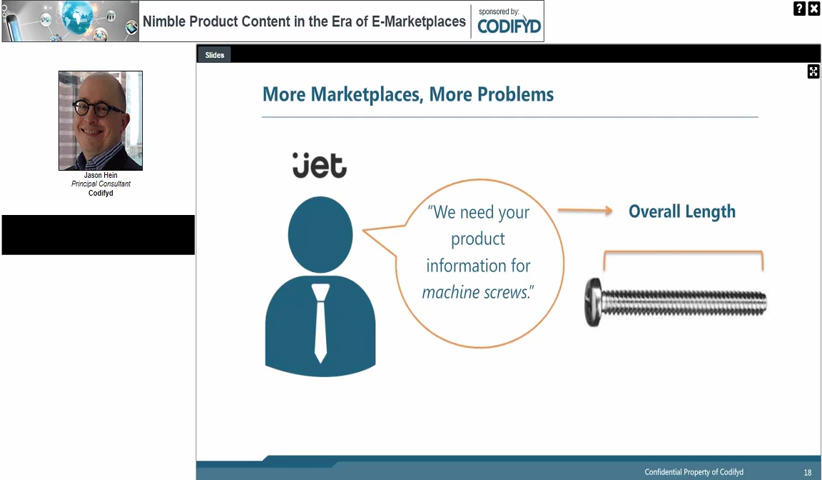 Nimble Product Content in the Era of E-Marketplaces
sponsored by:
CODIFYD
Slides
Jason Hein
Principal Consultant
Codifyd
More Marketplaces, More Problems
jet
"We need your
product
information for
machine screws."
Overall Length
Confidential Property of Codifyd
18